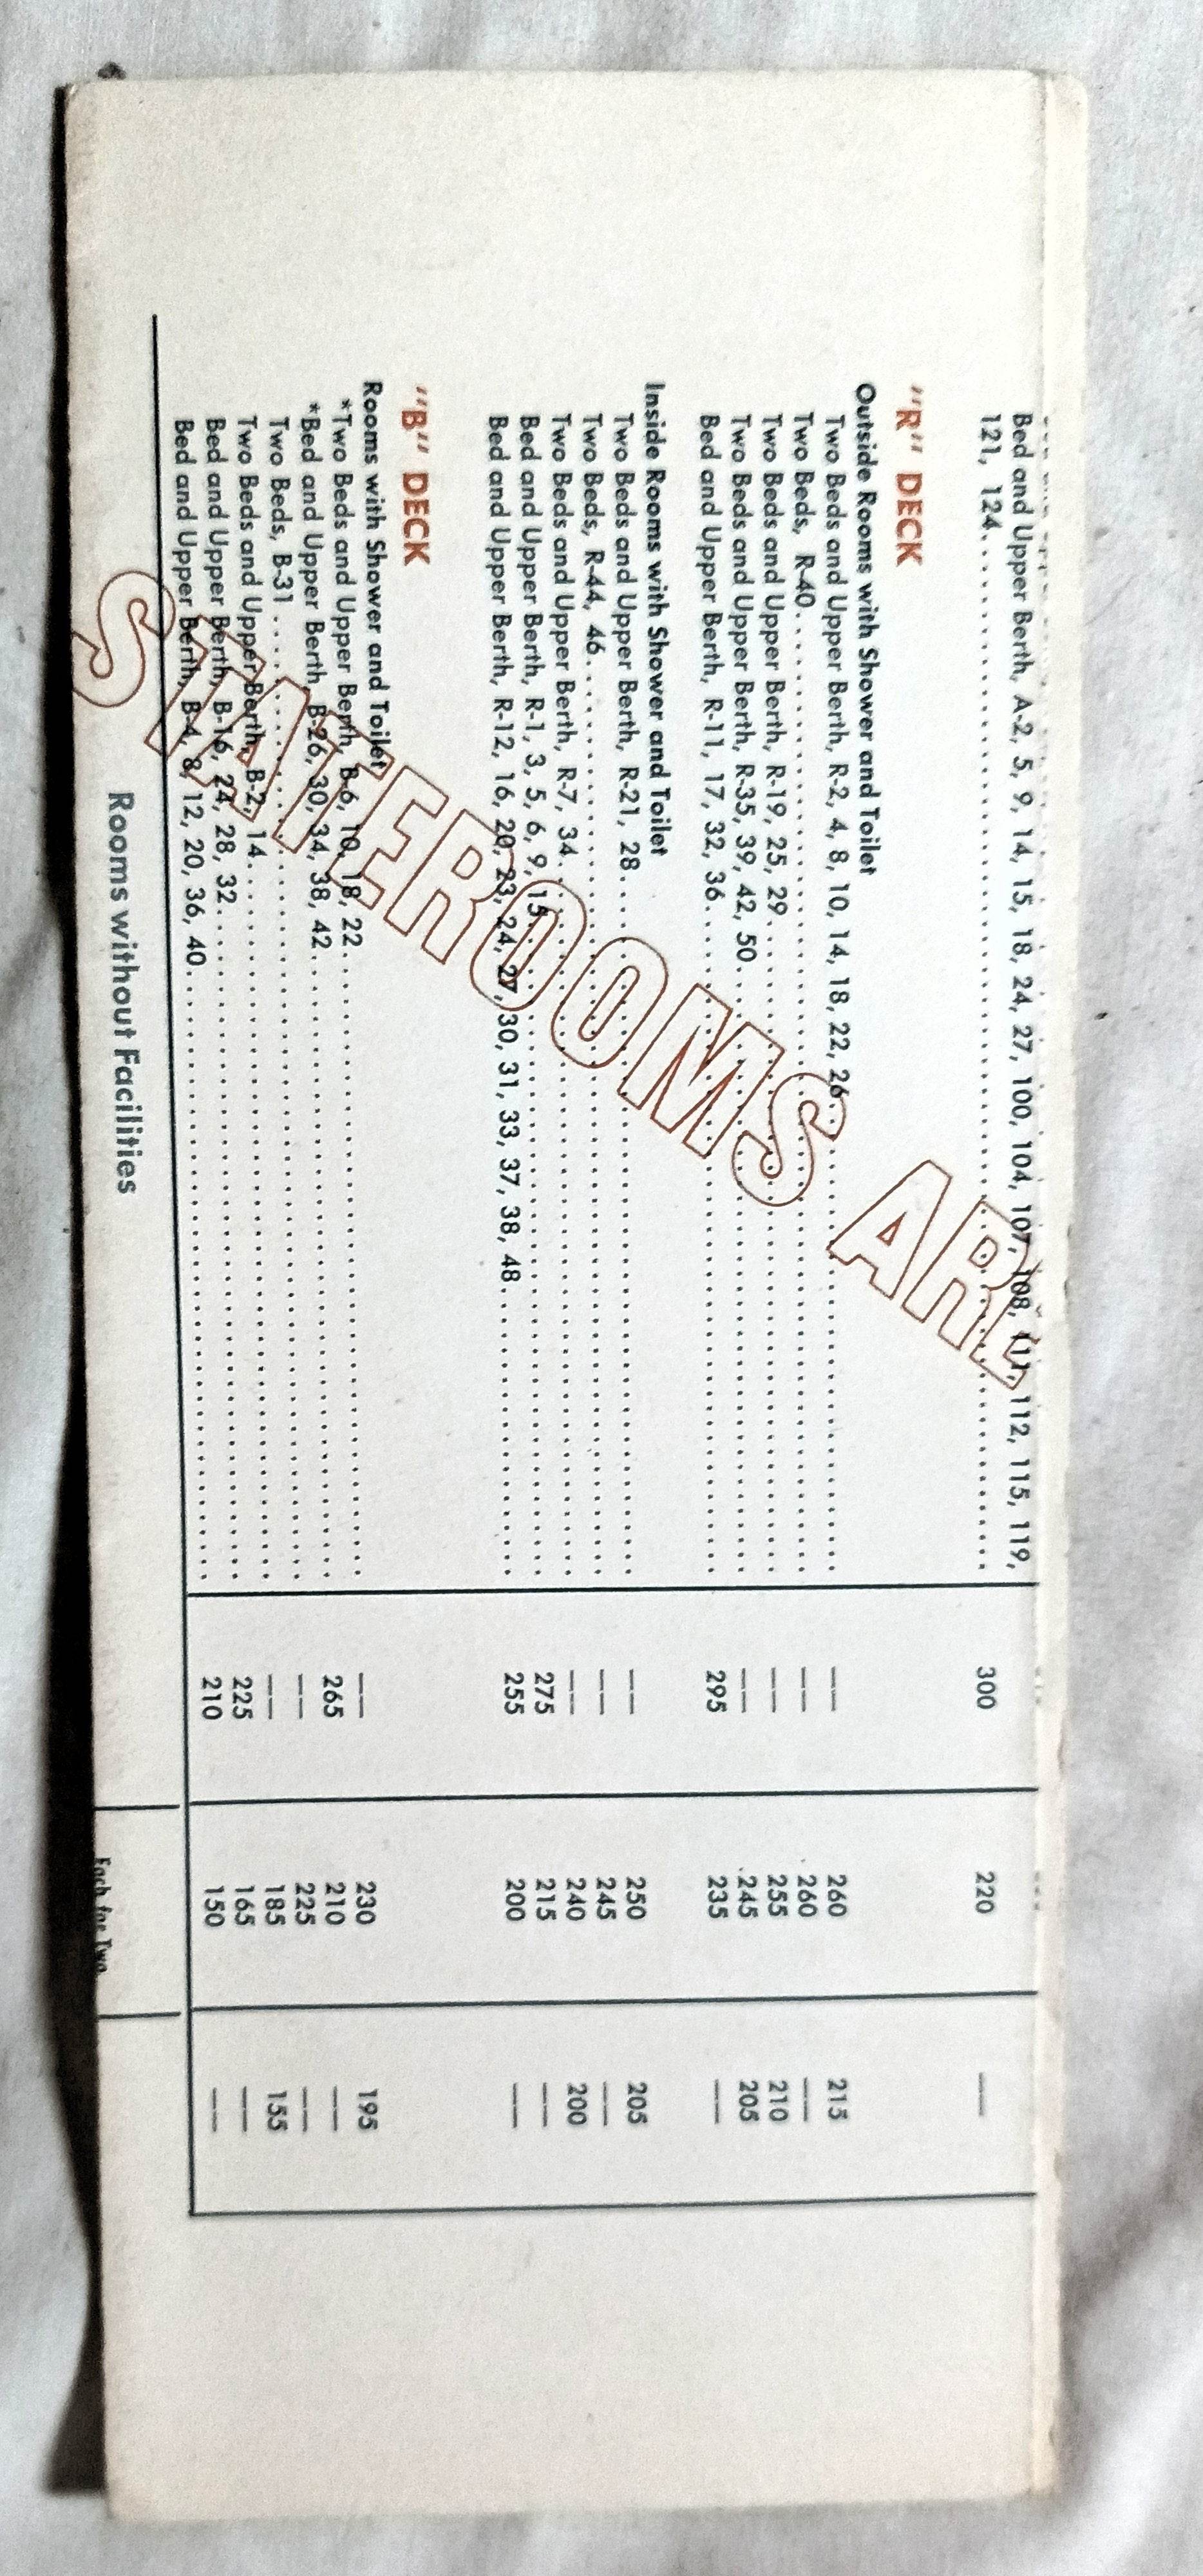 Bed and Upper Berth, A-2, 5, 9, 14, 15, 18, 24, 27, 100, 104, 107, 108, 111, 112, 115, 119,
121, 124 300 220 —
"R" DECK
Outside Rooms with Shower and Toilet
Two Beds and Upper Berth, R-2, 4, 8, 10, 14, 18, 22, 26 — 260 215
Two Beds, R-40 — 260 —
Two Beds and Upper Berth, R-19, 25, 29 — 255 210
Two Beds and Upper Berth, R-35, 39, 42, 50 — 245 205
Bed and Upper Berth, R-11, 17, 32, 36 295 235 —
Inside Rooms with Shower and Toilet
Two Beds and Upper Berth, R-21, 28 — 250 205
Two Beds, R-44, 46 — 245 —
Two Beds and Upper Berth, R-7, 34 — 240 200
Bed and Upper Berth, R-1, 3, 5, 6, 9, 15 275 215 —
Bed and Upper Berth, R-12, 16, 20, 23, 24, 27, 30, 31, 33, 37, 38, 48 255 200 —
"B" DECK
Rooms with Shower and Toilet
*Two Beds and Upper Berth, B-6, 10, 18, 22 — 230 195
*Bed and Upper Berth, B-26, 30, 34, 38, 42 265 210 —
Two Beds, B-31 — 225 —
Two Beds and Upper Berth, B-2, 14 — 185 155
Bed and Upper Berth, B-16, 24, 28, 32 225 165 —
Bed and Upper Berth, B-4, 8, 12, 20, 36, 40 210 150 —
Rooms without Facilities
Each for Two
STATEROOMS ARE